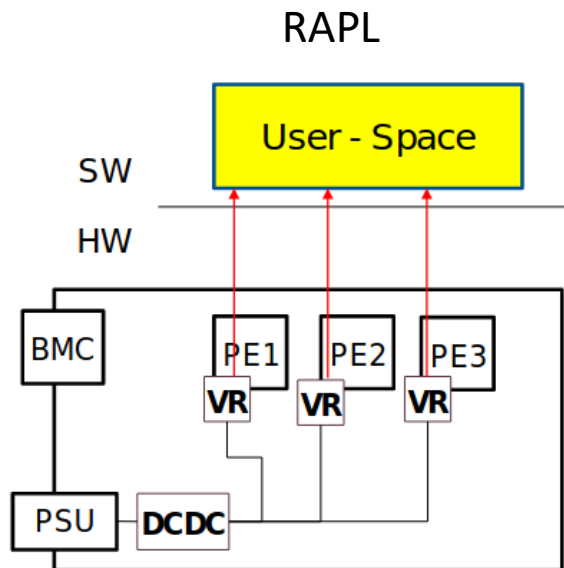 RAPL
User - Space
SW
HW
BMC
PE1
PE2
PE3
VR
VR
VR
PSU
DCDC